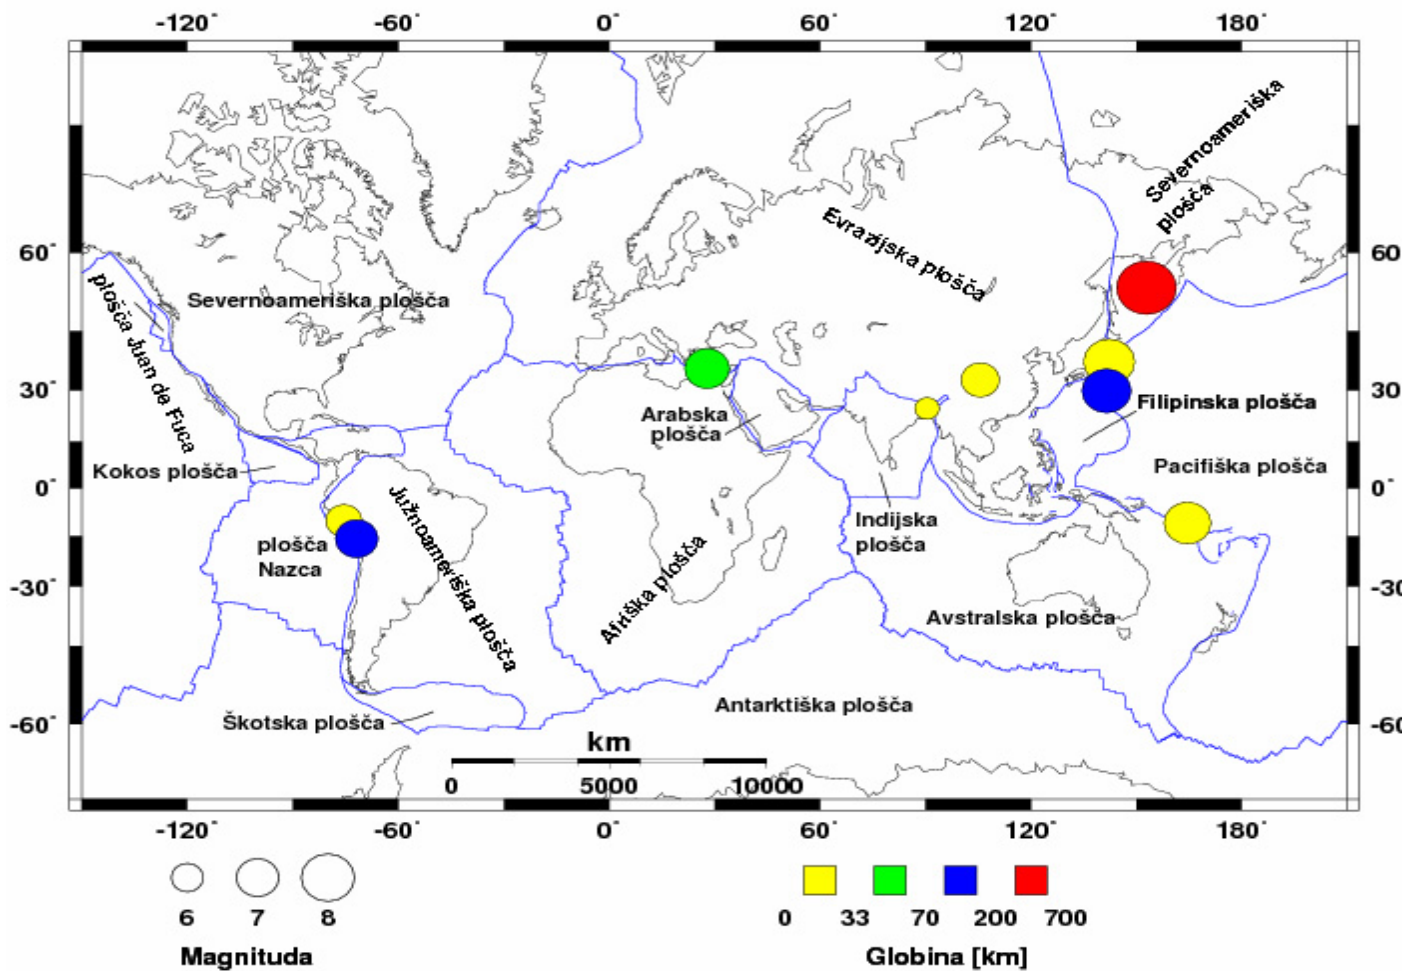 -120° -60° 0° 60° 120° 180°
Severnoameriška
plošča
Evrazijska plošča
60° 60°
plošča Juan de Fuca
Severnoameriška plošča
30° 30°
Arabska
plošča
Filipinska plošča
Kokos plošča
Pacifiška plošča
0° 0°
Južnoameriška plošča
Indijska
plošča
plošča
Nazca
Afriška plošča
-30° -30
Avstralska plošča
Antarktiška plošča
Škotska plošča
-60° -60
km
0 5000 10000
-120° -60° 0° 60° 120° 180°
6 7 8
0 33 70 200 700
Magnituda
Globina [km]